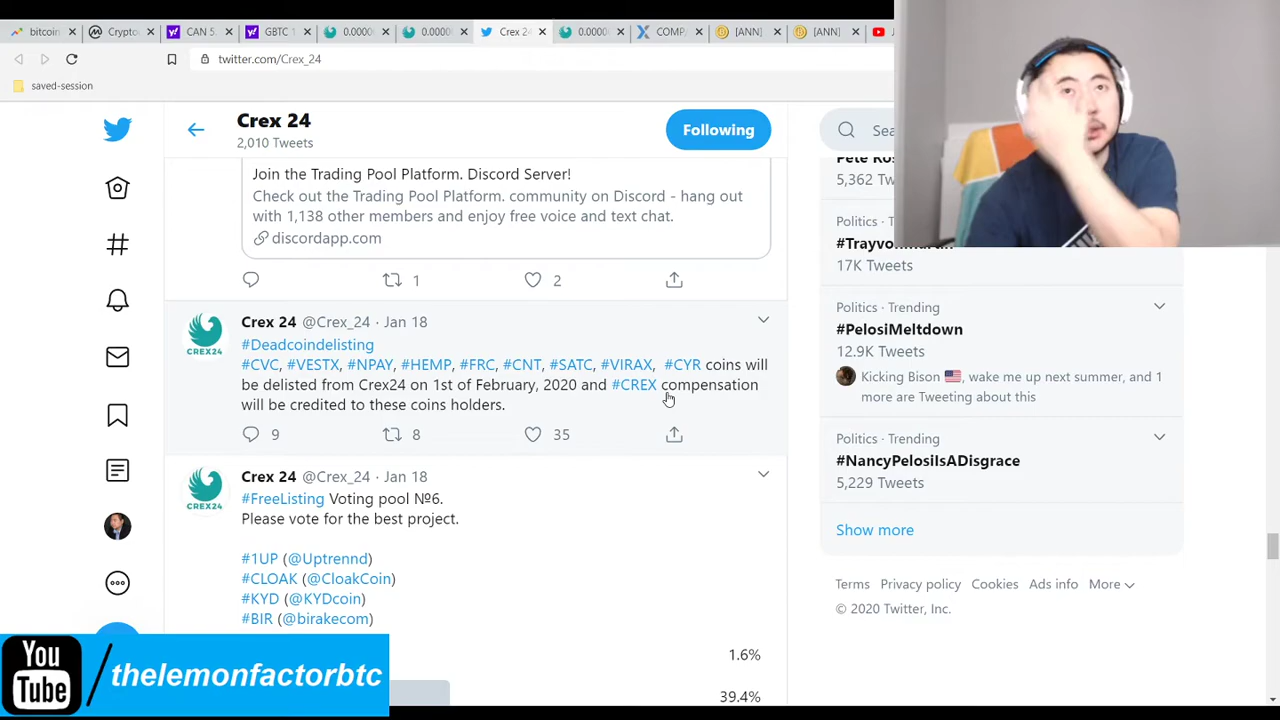 bitcoin
Crypto
CAN 5.
GBTC 1
0.0000
0.0000
Crex 24
0.0000
COMP.
[ANN]
[ANN]
twitter.com/Crex_24
saved-session
Crex 24
2,010 Tweets
Following
Join the Trading Pool Platform. Discord Server!
Check out the Trading Pool Platform. community on Discord - hang out
with 1,138 other members and enjoy free voice and text chat.
discordapp.com
1
2
Crex 24 @Crex_24 · Jan 18
#Deadcoindelisting
#CVC, #VESTX, #NPAY, #HEMP, #FRC, #CNT, #SATC, #VIRAX, #CYR coins will
be delisted from Crex24 on 1st of February, 2020 and #CREX compensation
will be credited to these coins holders.
9
8
35
Crex 24 @Crex_24 · Jan 18
#FreeListing Voting pool №6.
Please vote for the best project.
#1UP (@Uptrennd)
#CLOAK (@CloakCoin)
#KYD (@KYDcoin)
#BIR (@birakecom)
1.6%
39.4%
Sea
Pete Ros
5,362 Tw
Politics · T
17K Tweets
Politics · Trending
#PelosiMeltdown
12.9K Tweets
Kicking Bison 🇺🇸, wake me up next summer, and 1
more are Tweeting about this
Politics · Trending
#NancyPelosiIsADisgrace
5,229 Tweets
Show more
Terms Privacy policy Cookies Ads info More
© 2020 Twitter, Inc.
You
Tube
/thelemonfactorbtc